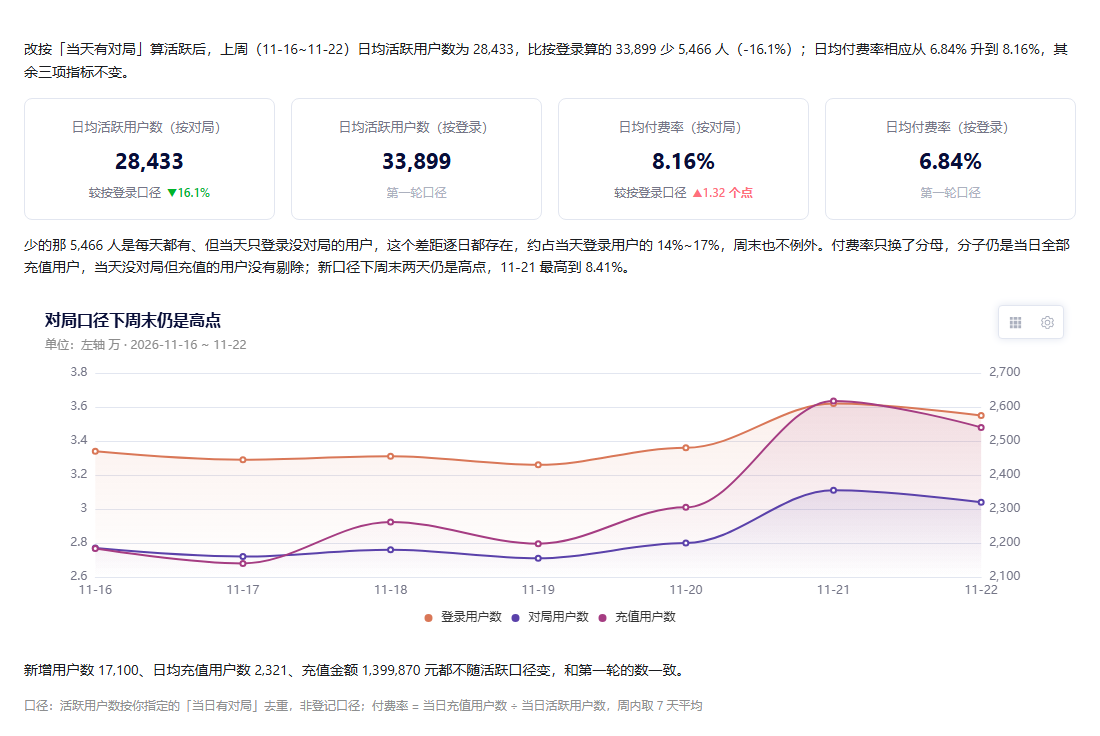 改按「当天有对局」算活跃后，上周（11-16~11-22）日均活跃用户数为 28,433，比按登录算的 33,899 少 5,466 人（-16.1%）；日均付费率相应从 6.84% 升到 8.16%，其
余三项指标不变。
日均活跃用户数（按对局）
28,433
较按登录口径 ▼16.1%
日均活跃用户数（按登录）
33,899
第一轮口径
日均付费率（按对局）
8.16%
较按登录口径 ▲1.32 个点
日均付费率（按登录）
6.84%
第一轮口径
少的那 5,466 人是每天都有、但当天只登录没对局的用户，这个差距逐日都存在，约占当天登录用户的 14%~17%，周末也不例外。付费率只换了分母，分子仍是当日全部
充值用户，当天没对局但充值的用户没有剔除；新口径下周末两天仍是高点，11-21 最高到 8.41%。
对局口径下周末仍是高点
单位：左轴 万 · 2026-11-16 ~ 11-22
3.8
3.6
3.4
3.2
3
2.8
2.6
2,700
2,600
2,500
2,400
2,300
2,200
2,100
11-16
11-17
11-18
11-19
11-20
11-21
11-22
登录用户数
对局用户数
充值用户数
新增用户数 17,100、日均充值用户数 2,321、充值金额 1,399,870 元都不随活跃口径变，和第一轮的数一致。
口径：活跃用户数按你指定的「当日有对局」去重，非登记口径；付费率 = 当日充值用户数 ÷ 当日活跃用户数，周内取 7 天平均